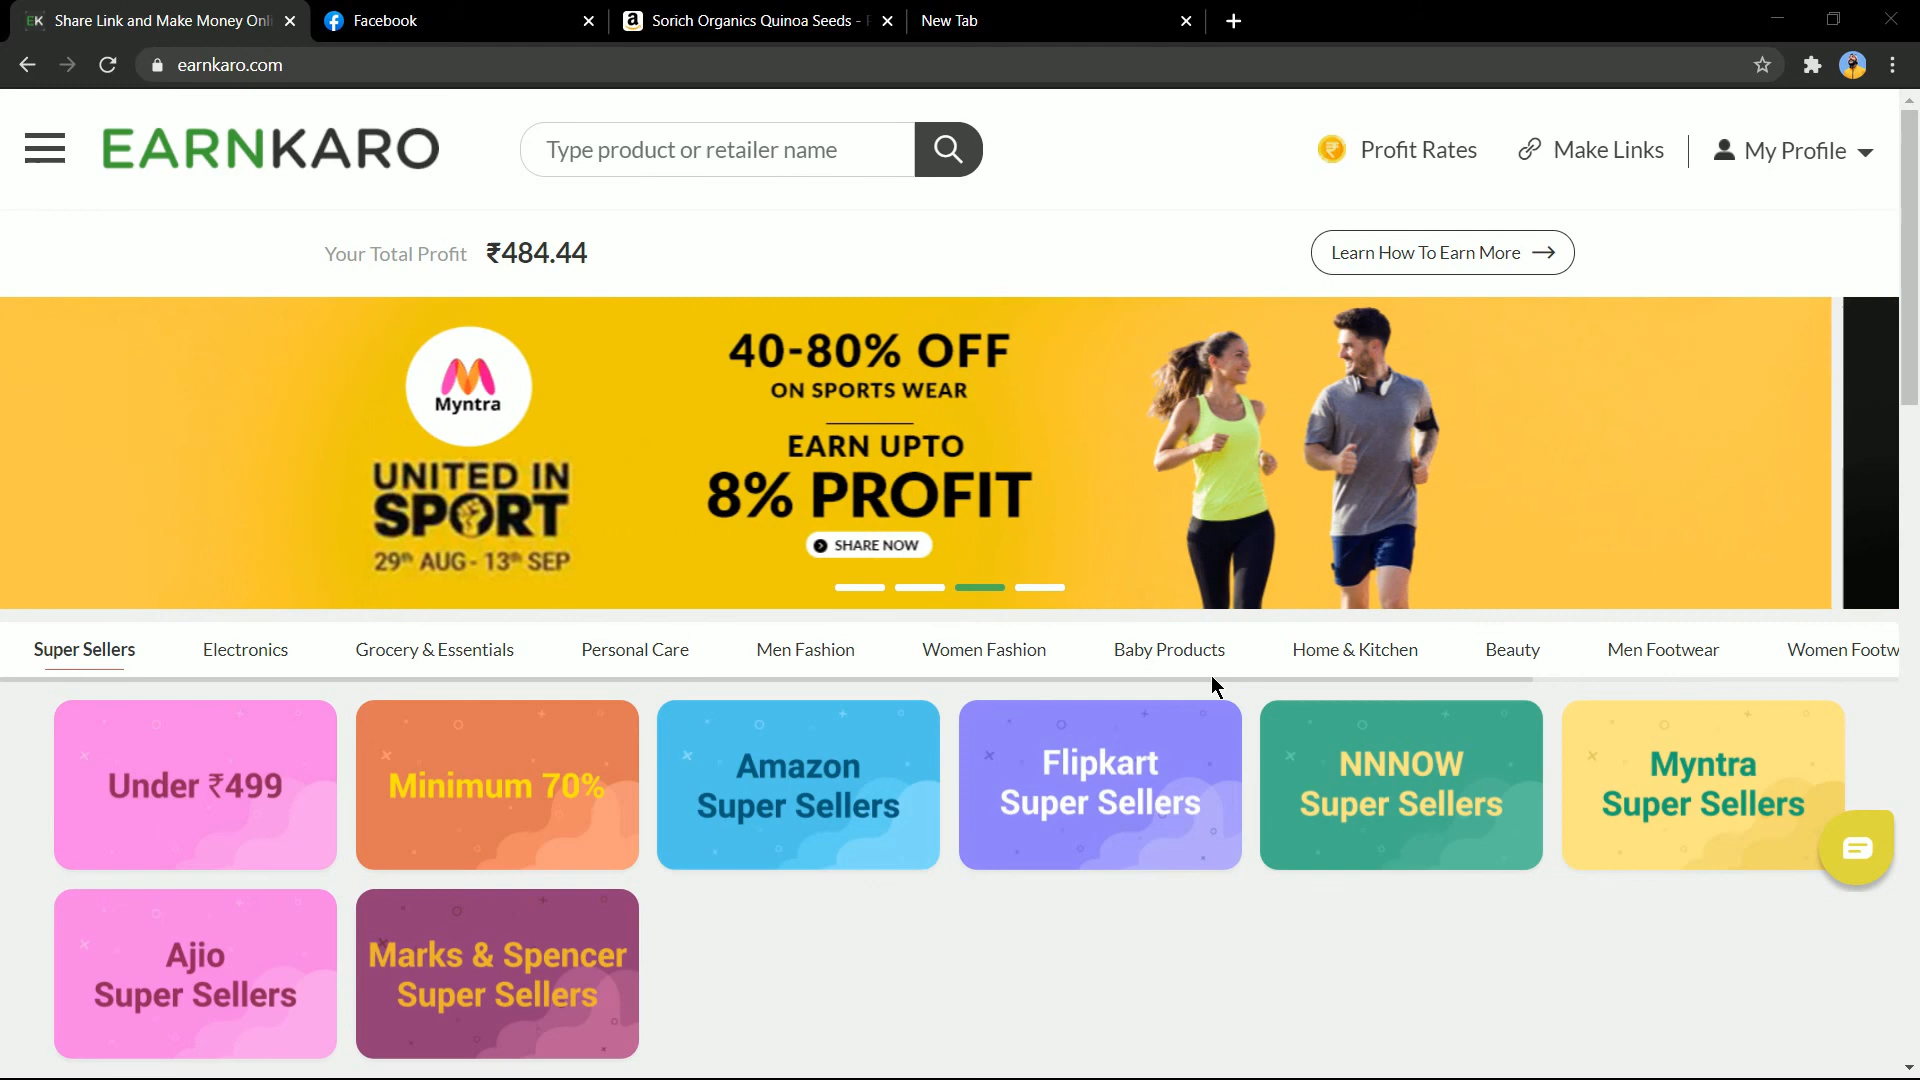 EK Share Link and Make Money Onli
Facebook
a Sorich Organics Quinoa Seeds -
New Tab
earnkaro.com
EARNKARO
Type product or retailer name
Profit Rates
Make Links
My Profile
Your Total Profit ₹484.44
Learn How To Earn More
Myntra
UNITED IN
SPORT
29th AUG - 13th SEP
40-80% OFF
ON SPORTS WEAR
EARN UPTO
8% PROFIT
SHARE NOW
Super Sellers
Electronics
Grocery & Essentials
Personal Care
Men Fashion
Women Fashion
Baby Products
Home & Kitchen
Beauty
Men Footwear
Women Footw
Under ₹499
Minimum 70%
Amazon
Super Sellers
Flipkart
Super Sellers
NNNOW
Super Sellers
Myntra
Super Sellers
Ajio
Super Sellers
Marks & Spencer
Super Sellers